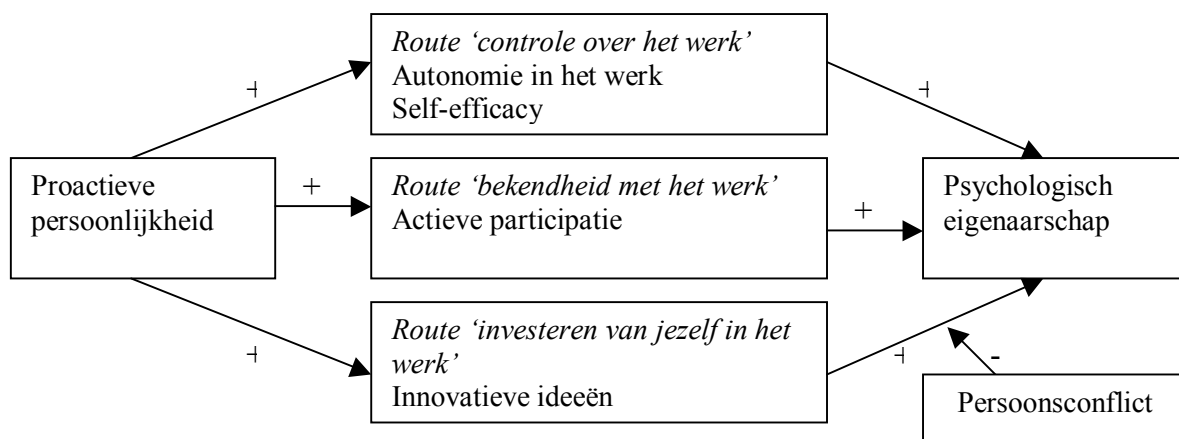 Route ‘controle over het werk’
Autonomie in het werk
Self-efficacy
+
+
Proactieve
persoonlijkheid
+
Route ‘bekendheid met het werk’
Actieve participatie
+
Psychologisch
eigenaarschap
Route ‘investeren van jezelf in het
werk’
Innovatieve ideeën
+
+
-
Persoonsconflict